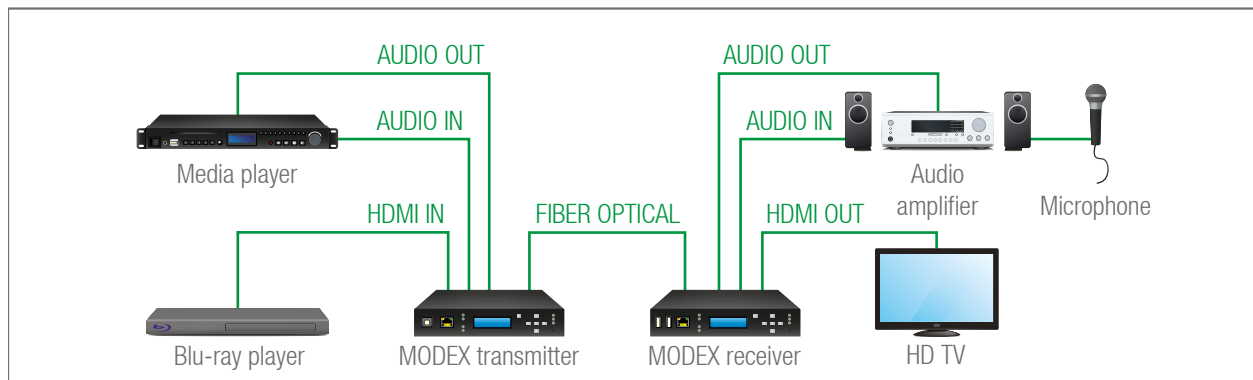 AUDIO OUT
AUDIO OUT
AUDIO IN
AUDIO IN
Media player
Audio
amplifier
Microphone
HDMI IN
FIBER OPTICAL
HDMI OUT
Blu-ray player
MODEX transmitter
MODEX receiver
HD TV